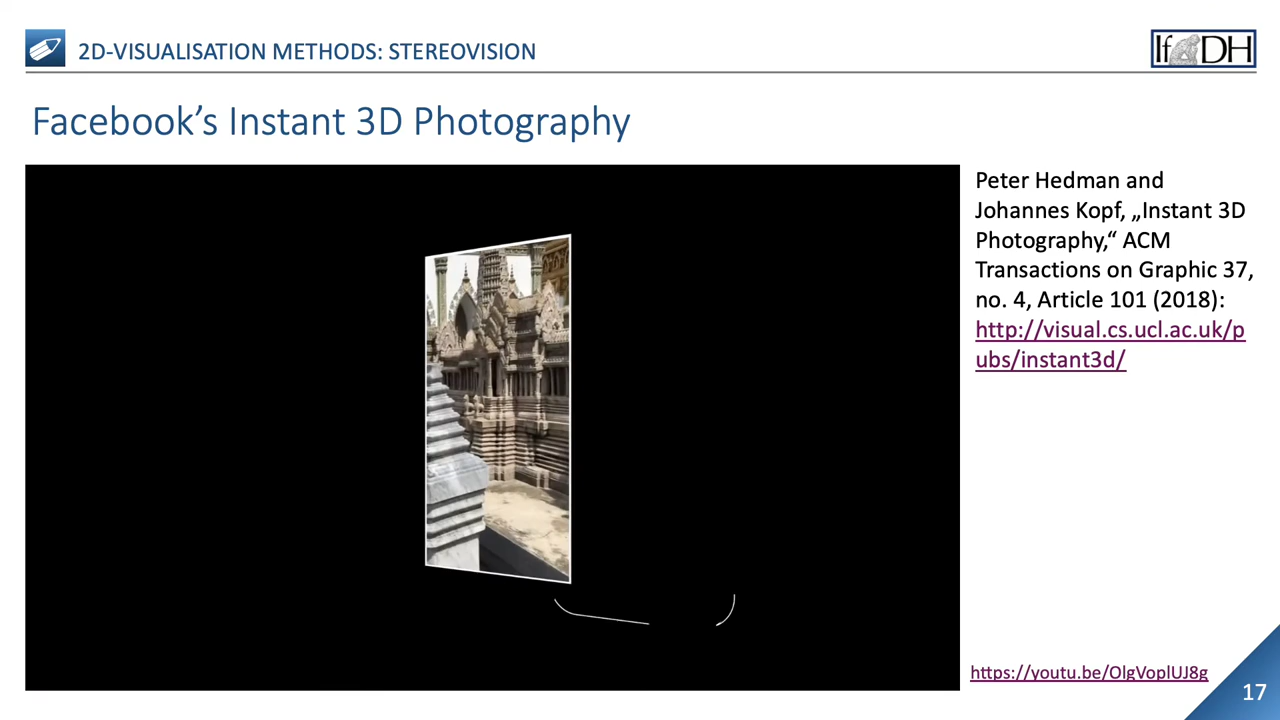 2D-VISUALISATION METHODS: STEREOVISION
IfDH
Facebook’s Instant 3D Photography
Peter Hedman and
Johannes Kopf, „Instant 3D
Photography,“ ACM
Transactions on Graphic 37,
no. 4, Article 101 (2018):
http://visual.cs.ucl.ac.uk/p
ubs/instant3d/
https://youtu.be/OlgVoplUJ8g
17